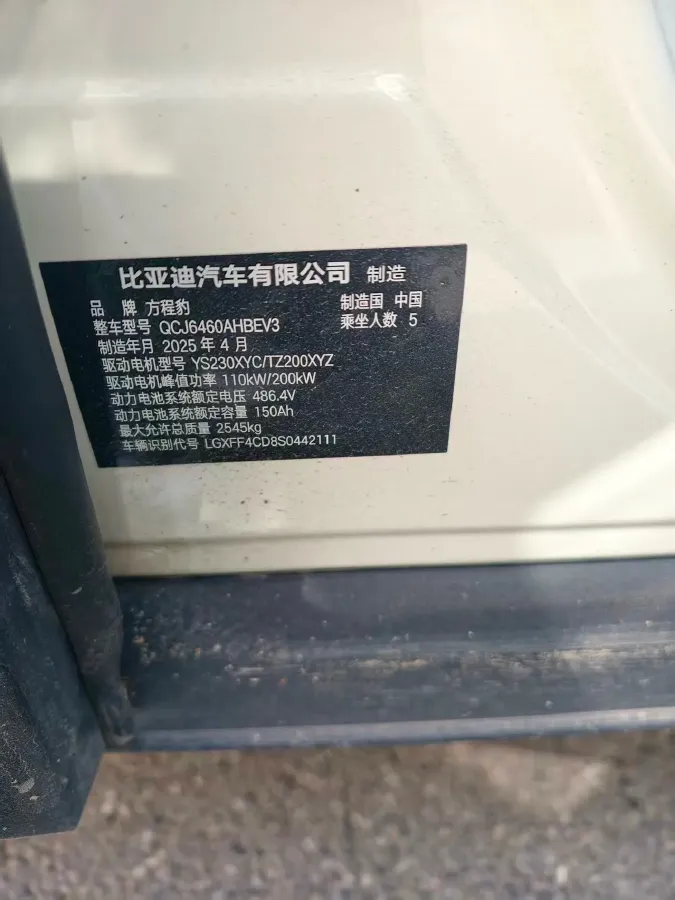 比亚迪汽车有限公司 制造
品 牌 方程豹 制造国 中国
整车型号 QCJ6460AHBEV3 乘坐人数 5
制造年月 2025 年 4 月
驱动电机型号 YS230XYC/TZ200XYZ
驱动电机峰值功率 110kW/200kW
动力电池系统额定电压 486.4V
动力电池系统额定容量 150Ah
最大允许总质量 2545kg
车辆识别代号 LGXFF4CD8S0442111